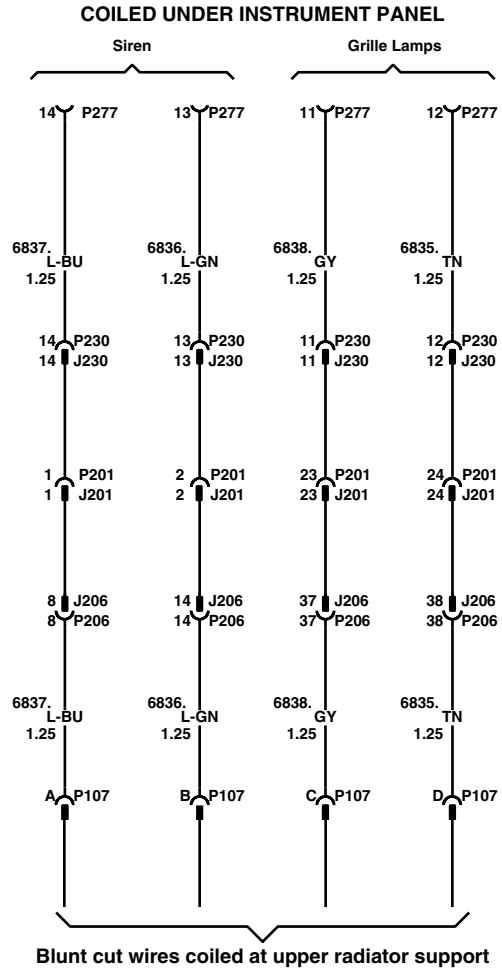 COILED UNDER INSTRUMENT PANEL
Siren Grille Lamps
14 P277 13 P277 11 P277 12 P277
6837. 6836. 6838. 6835.
L-BU L-GN GY TN
1.25 1.25 1.25 1.25
14 P230 13 P230 11 P230 12 P230
14 J230 13 J230 11 J230 12 J230
1 P201 2 P201 23 P201 24 P201
1 J201 2 J201 23 J201 24 J201
8 J206 14 J206 37 J206 38 J206
8 P206 14 P206 37 P206 38 P206
6837. 6836. 6838. 6835.
L-BU L-GN GY TN
1.25 1.25 1.25 1.25
A P107 B P107 C P107 D P107
Blunt cut wires coiled at upper radiator support